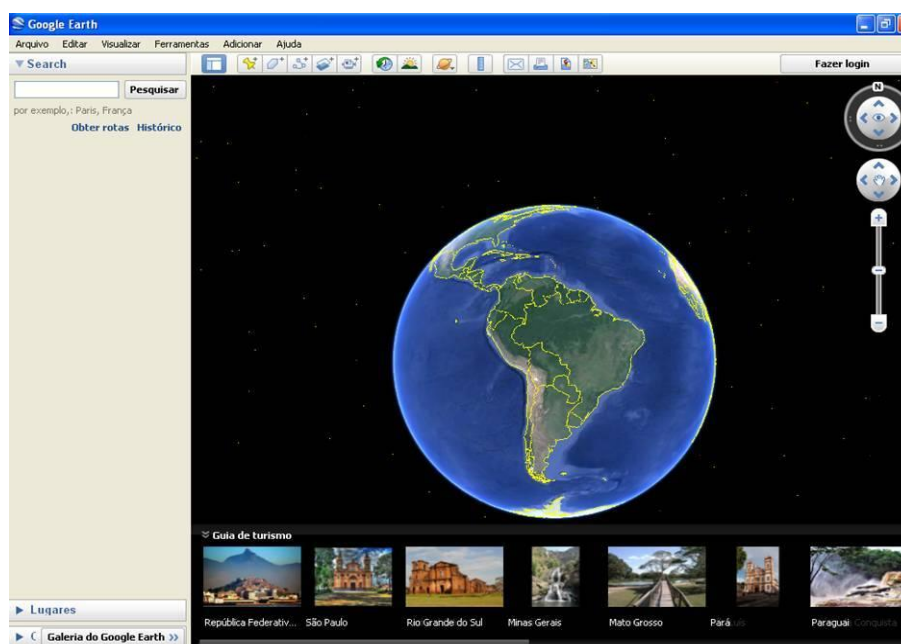 Google Earth
Arquivo Editar Visualizar Ferramentas Adicionar Ajuda
Search
Fazer login
Pesquisar
por exemplo,: Paris, França
Obter rotas Histórico
N
Guia de turismo
República Federativ... São Paulo Rio Grande do Sul Minas Gerais Mato Grosso Pará Paraguai Conquista
Lugares
C Galeria do Google Earth >>